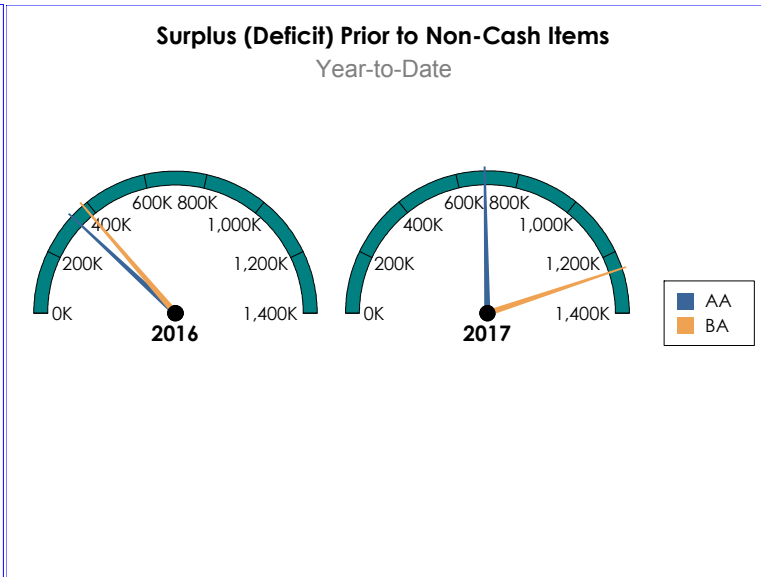 Surplus (Deficit) Prior to Non-Cash Items
Year-to-Date
0K
200K
400K
600K
800K
1,000K
1,200K
1,400K
2016
0K
200K
400K
600K
800K
1,000K
1,200K
1,400K
2017
AA
BA